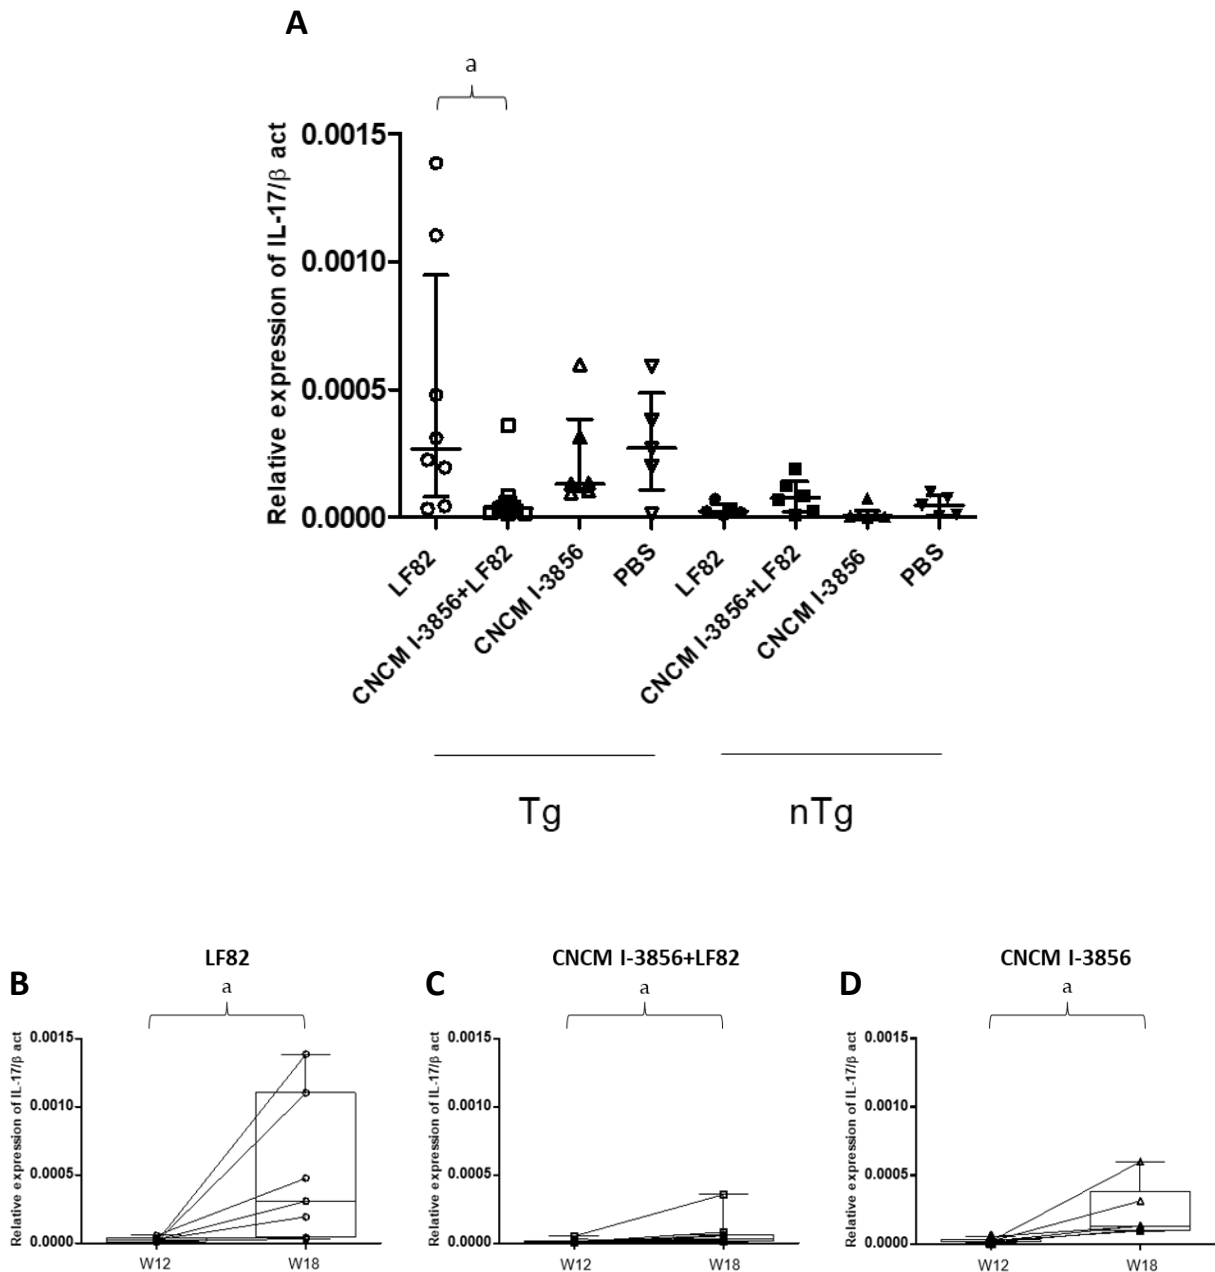 A
a
Relative expression of IL-17/β act
0.0015
0.0010
0.0005
0.0000
LF82
CNCM I-3856+LF82
CNCM I-3856
PBS
LF82
CNCM I-3856+LF82
CNCM I-3856
PBS
Tg
nTg
B
LF82
a
Relative expression of IL-17/β act
0.0015
0.0010
0.0005
0.0000
W12
W18
C
CNCM I-3856+LF82
a
Relative expression of IL-17/β act
0.0015
0.0010
0.0005
0.0000
W12
W18
D
CNCM I-3856
a
Relative expression of IL-17/β act
0.0015
0.0010
0.0005
0.0000
W12
W18